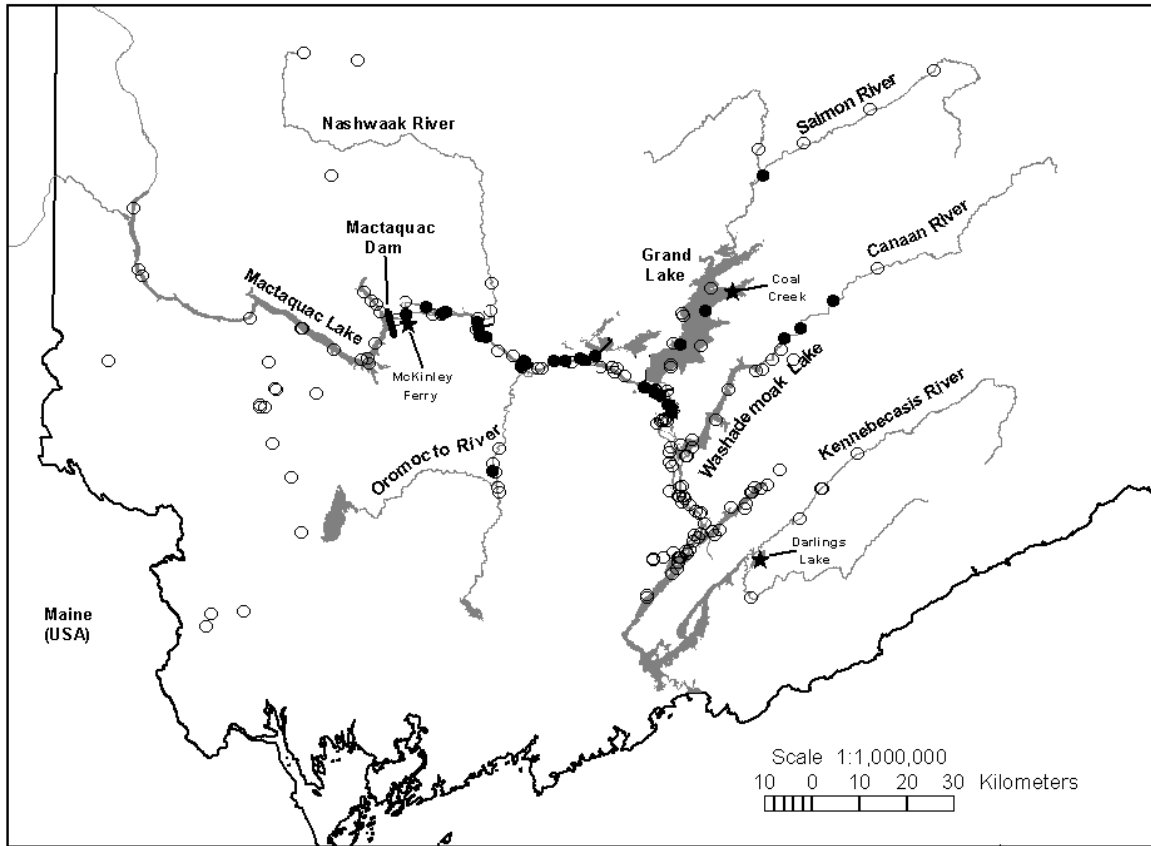 Salmon River
Nashwaak River
Canaan River
Mactaquac
Dam
Grand
Lake
Coal
Creek
Mactaquac Lake
McKinley
Ferry
Washademoak Lake
Kennebecasis River
Oromocto River
Darlings
Lake
Maine
(USA)
Scale 1:1,000,000
10 0 10 20 30 Kilometers